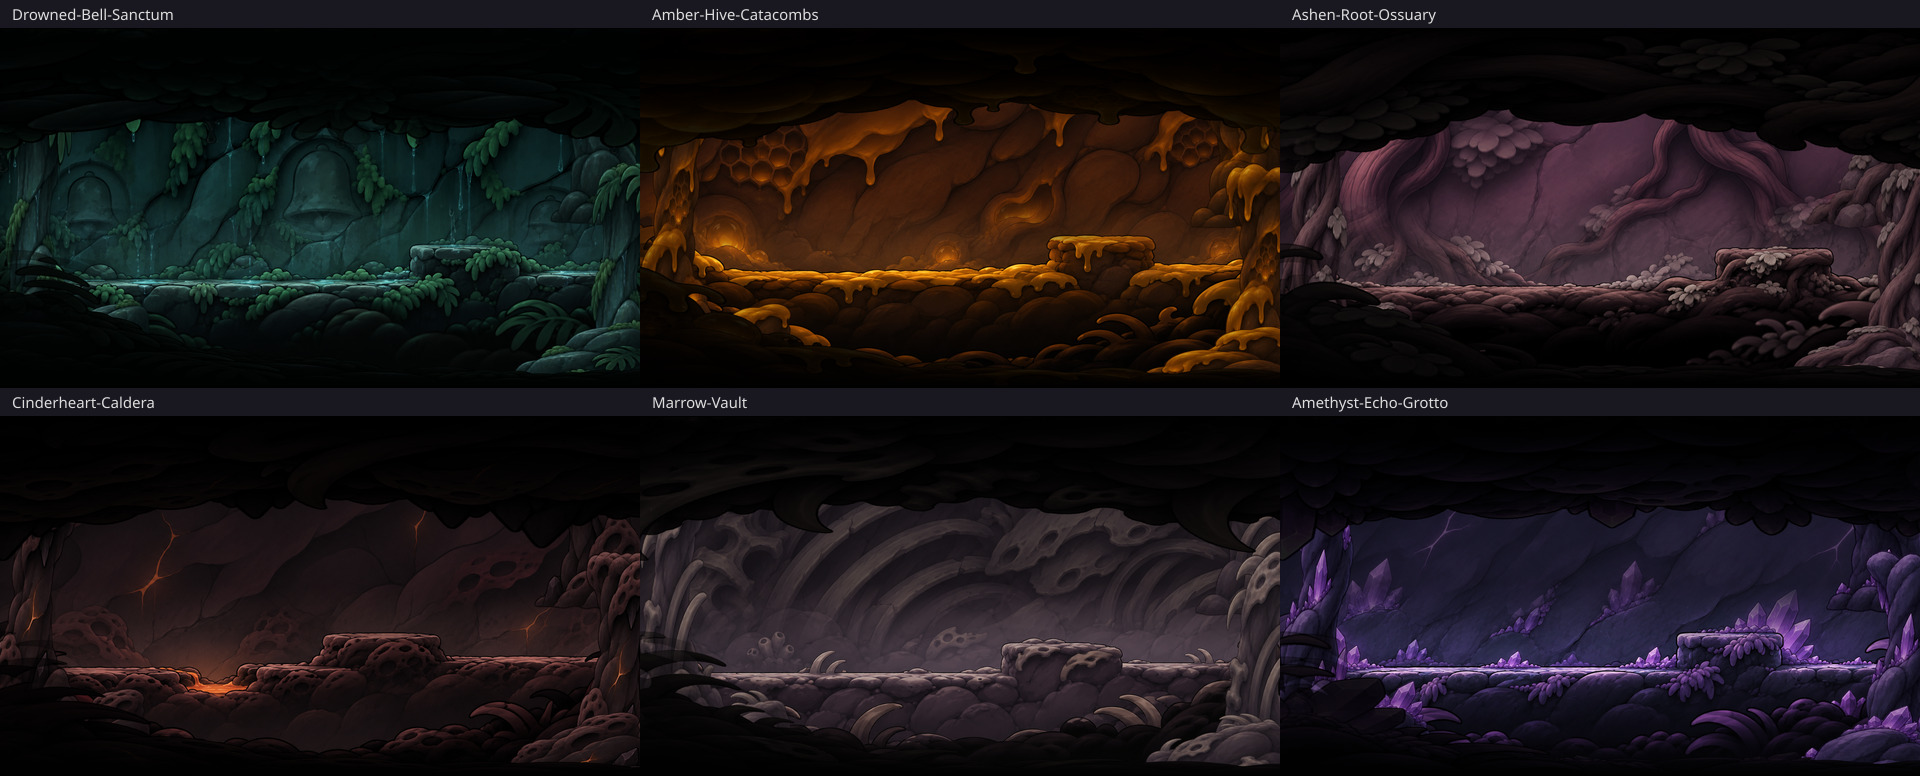 Drowned-Bell-Sanctum
Amber-Hive-Catacombs
Ashen-Root-Ossuary
Cinderheart-Caldera
Marrow-Vault
Amethyst-Echo-Grotto